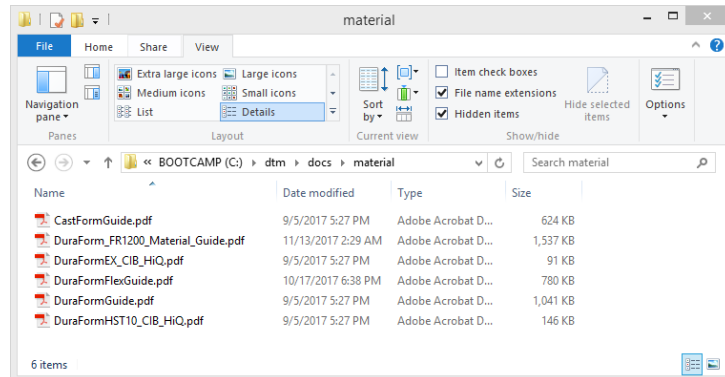 material
File Home Share View
Extra large icons Large icons
Medium icons Small icons
List Details
Navigation pane
Sort by
Item check boxes
File name extensions
Hidden items
Hide selected items
Options
Panes Layout Current view Show/hide
« BOOTCAMP (C:) dtm docs material Search material
Name Date modified Type Size
CastFormGuide.pdf 9/5/2017 5:27 PM Adobe Acrobat D... 624 KB
DuraForm_FR1200_Material_Guide.pdf 11/13/2017 2:29 AM Adobe Acrobat D... 1,537 KB
DuraFormEX_CIB_HiQ.pdf 9/5/2017 5:27 PM Adobe Acrobat D... 91 KB
DuraFormFlexGuide.pdf 10/17/2017 6:38 PM Adobe Acrobat D... 780 KB
DuraFormGuide.pdf 9/5/2017 5:27 PM Adobe Acrobat D... 1,041 KB
DuraFormHST10_CIB_HiQ.pdf 9/5/2017 5:27 PM Adobe Acrobat D... 146 KB
6 items